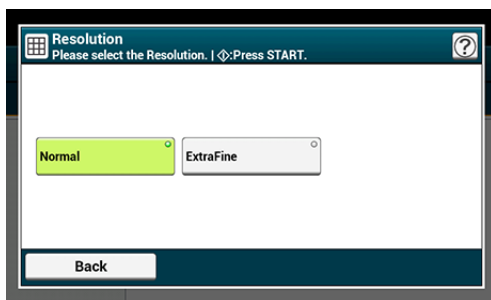 Resolution
Please select the Resolution. | ◇:Press START.
?
Normal
ExtraFine
Back